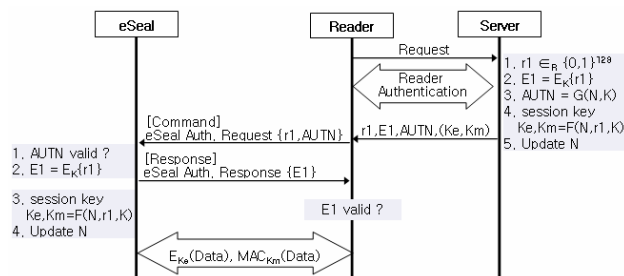 eSeal
Reader
Server
Request
Reader
Authentication
1. r1 ∈R {0,1}¹²⁸
2. E1 = EK{r1}
3. AUTN = G(N,K)
4. session key
Ke,Km=F(N,r1,K)
5. Update N
r1,E1,AUTN,(Ke,Km)
[Command]
eSeal Auth. Request {r1,AUTN}
1. AUTN valid ?
2. E1 = EK{r1}
[Response]
eSeal Auth. Response {E1}
3. session key
Ke,Km=F(N,r1,K)
4. Update N
E1 valid ?
EKe(Data), MACKm(Data)